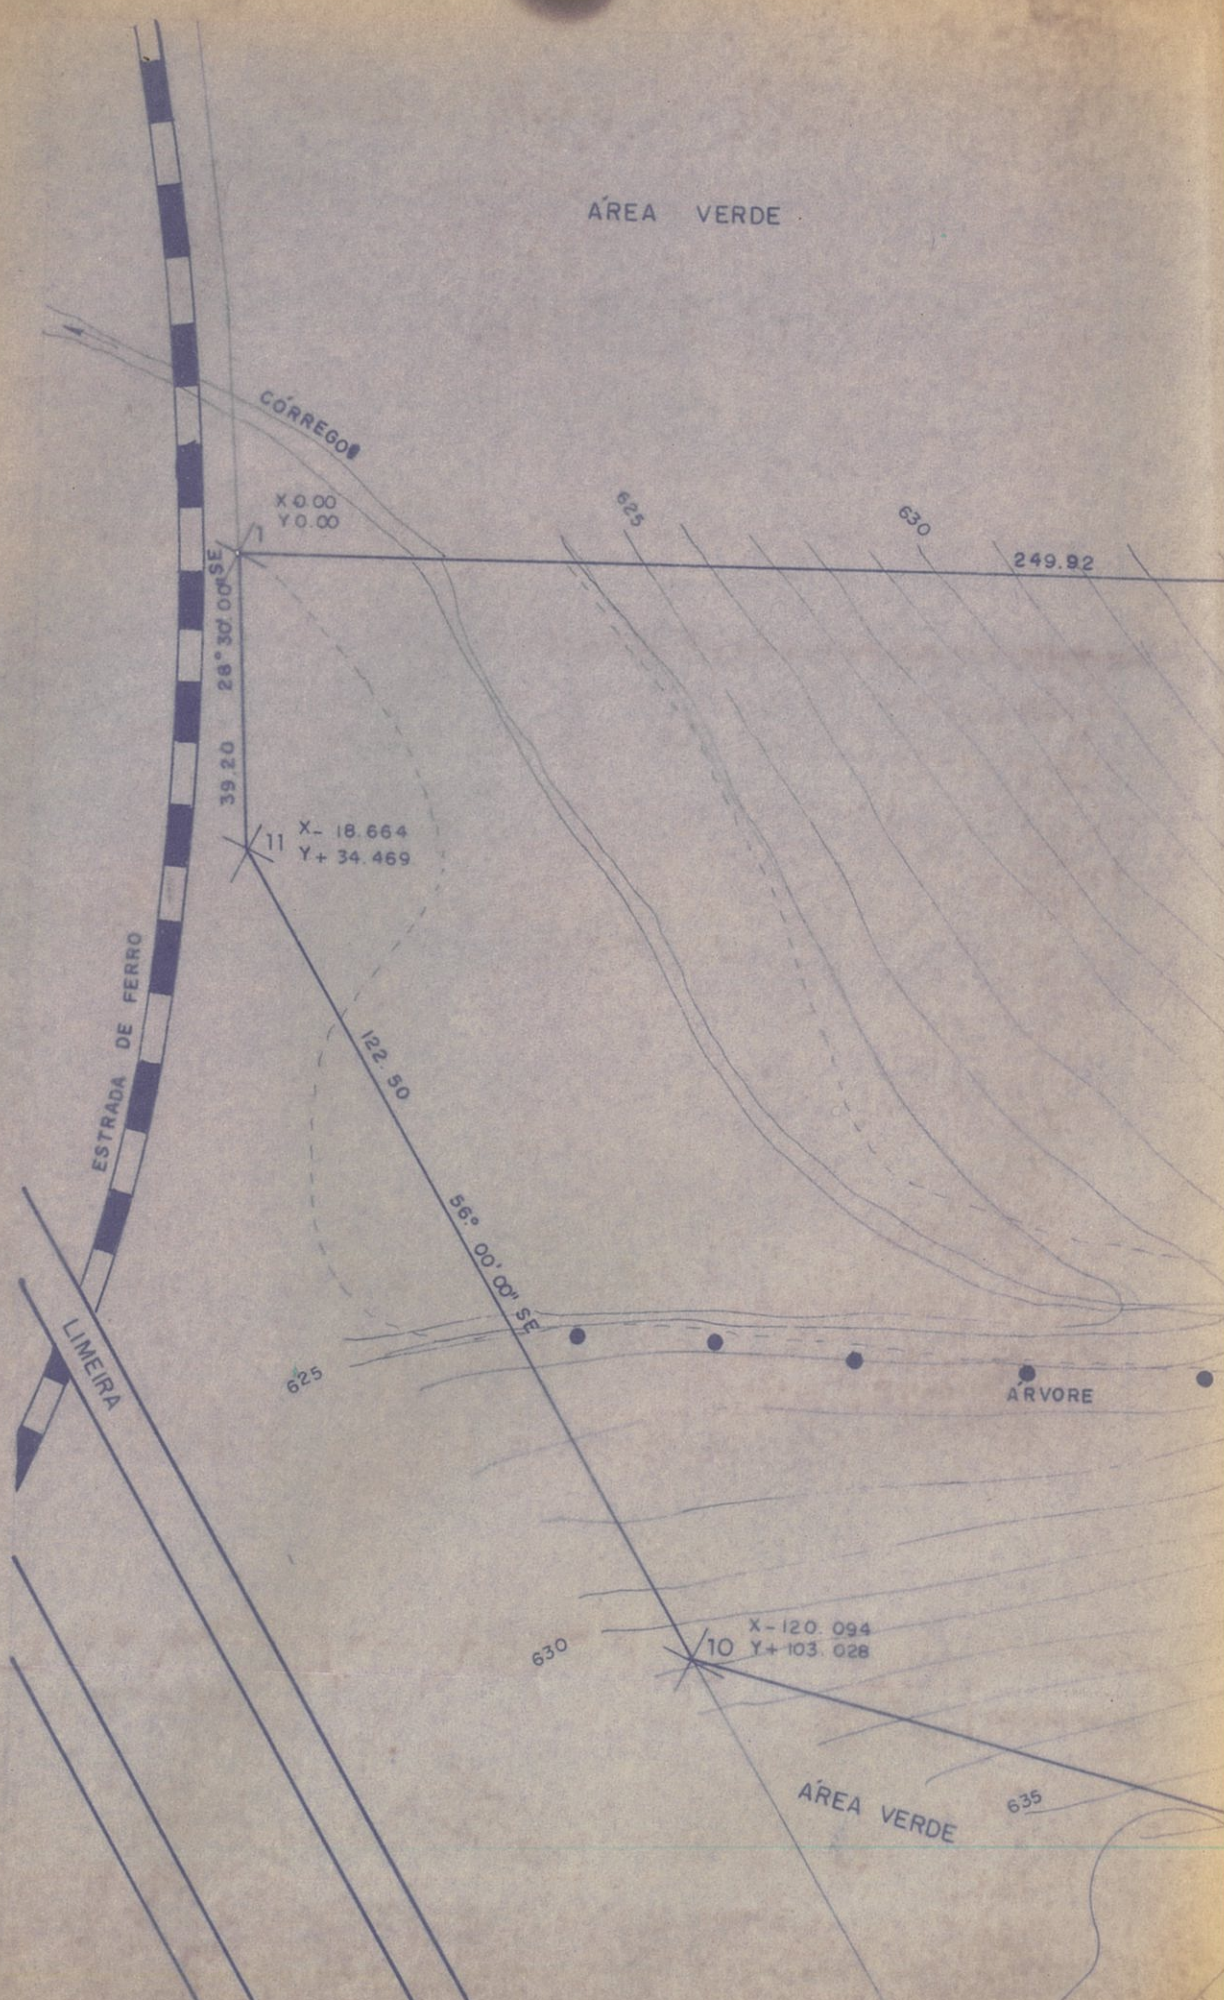 ÁREA VERDE
CÓRREGO
X 0.00
Y 0.00
1
625
630
249.92
28° 30' 00" SE
39.20
11
X- 18.664
Y+ 34.469
ESTRADA DE FERRO
122.50
56° 00' 00" SE
LIMEIRA
625
ÁRVORE
630
10
X-120.094
Y+103.028
ÁREA VERDE
635